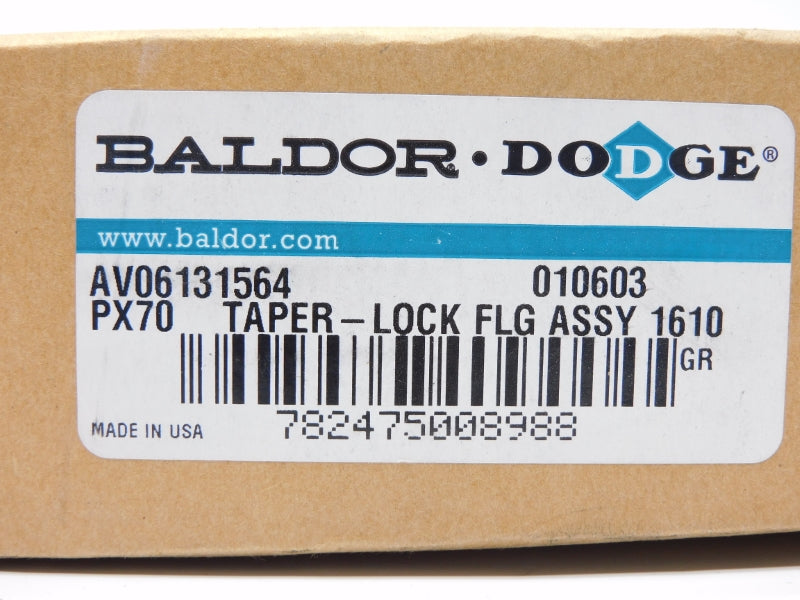 BALDOR · DODGE®
www.baldor.com
AV06131564 010603
PX70 TAPER-LOCK FLG ASSY 1610
GR
782475008988
MADE IN USA